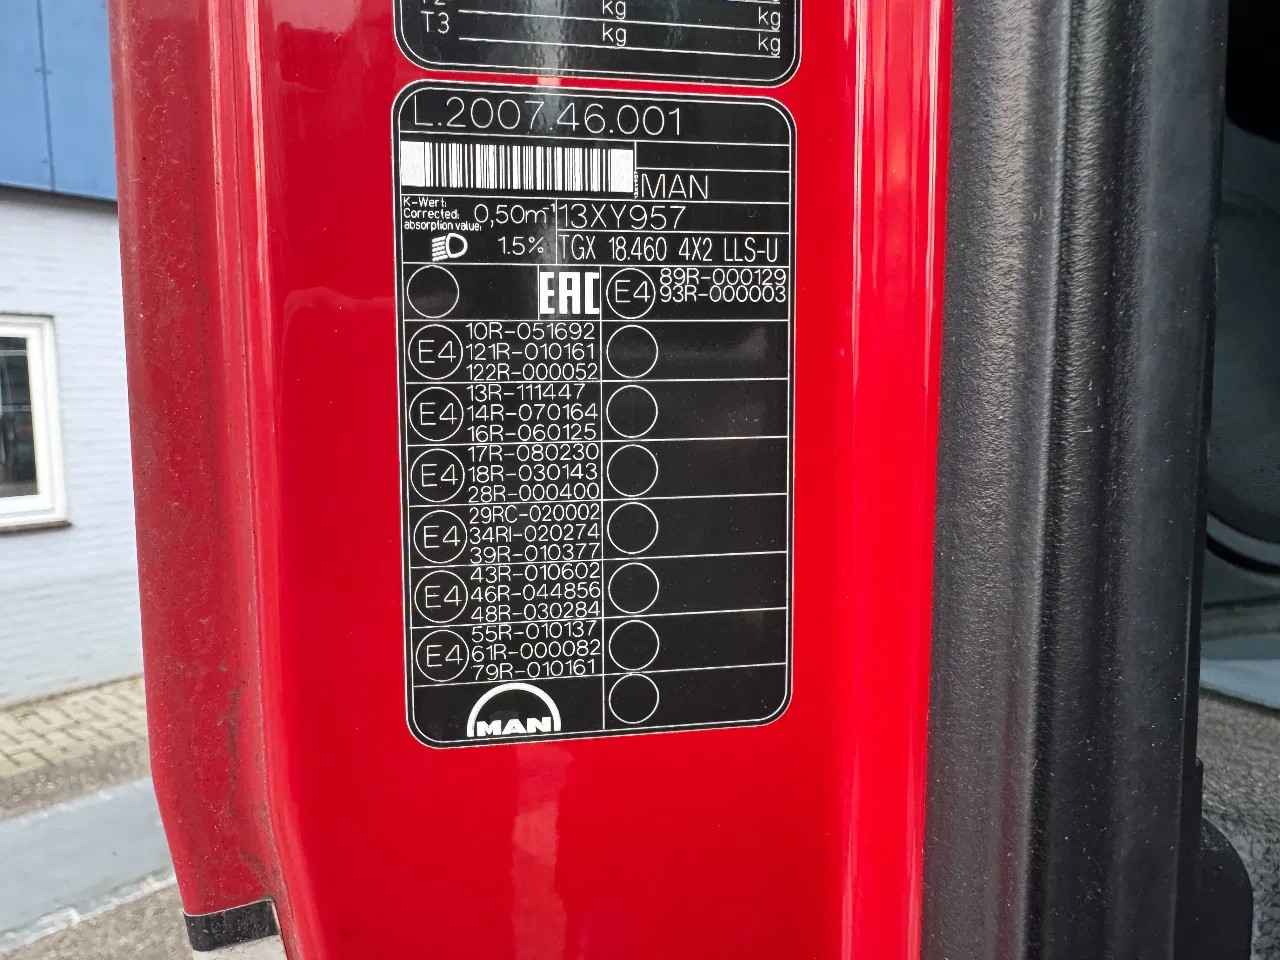 kg
kg
T3
kg
kg
L.2007.46.001
MAN
K-Wert:
Corrected:
absorption value:
0,50m⁻¹
13XY957
1.5%
TGX 18.460 4X2 LLS-U
EAC
E4
89R-000129
93R-000003
E4
10R-051692
121R-010161
122R-000052
E4
13R-111447
14R-070164
16R-060125
E4
17R-080230
18R-030143
28R-000400
E4
29RC-020002
34RI-020274
39R-010377
E4
43R-010602
46R-044856
48R-030284
E4
55R-010137
61R-000082
79R-010161
MAN